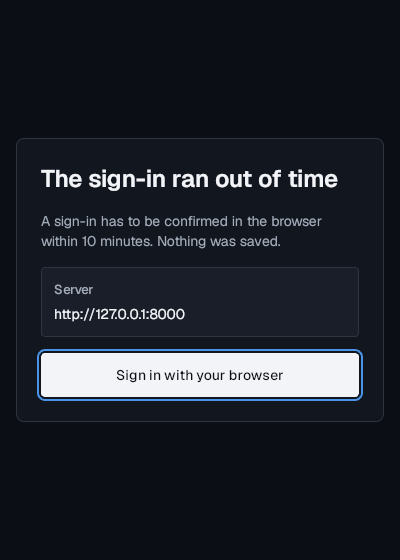 The sign-in ran out of time
A sign-in has to be confirmed in the browser
within 10 minutes. Nothing was saved.
Server
http://127.0.0.1:8000
Sign in with your browser